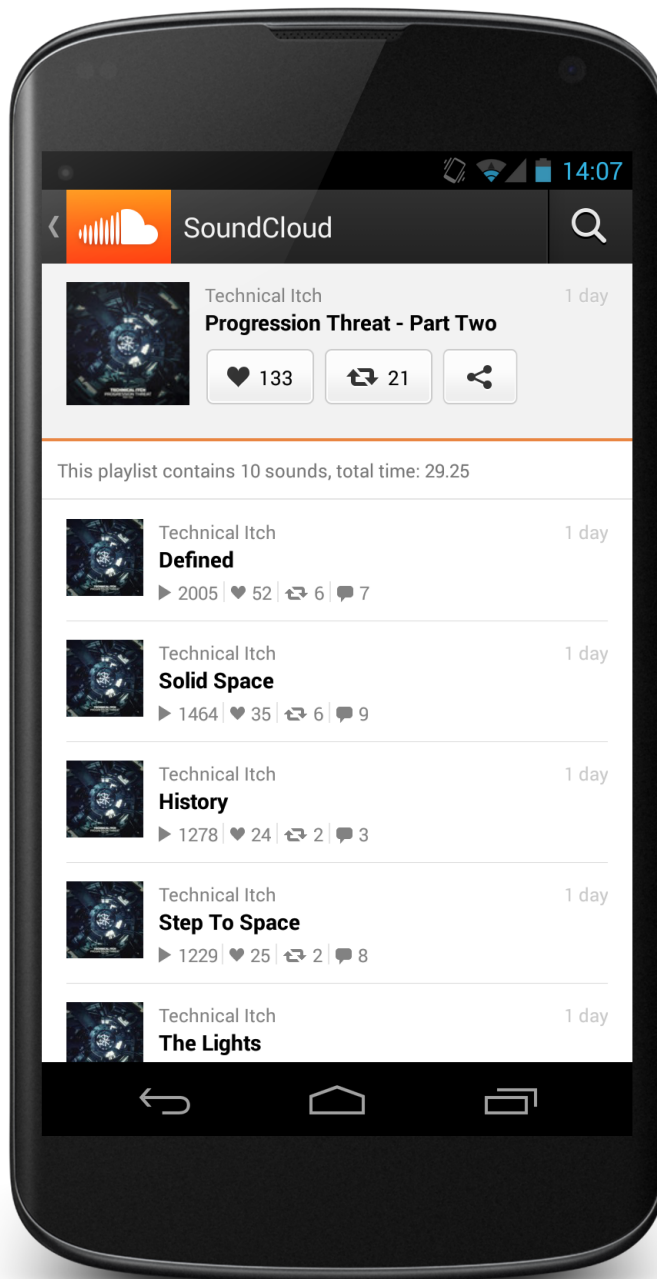 14:07
SoundCloud
Technical Itch 1 day
Progression Threat - Part Two
133 21
This playlist contains 10 sounds, total time: 29.25
Technical Itch 1 day
Defined
2005 52 6 7
Technical Itch 1 day
Solid Space
1464 35 6 9
Technical Itch 1 day
History
1278 24 2 3
Technical Itch 1 day
Step To Space
1229 25 2 8
Technical Itch 1 day
The Lights